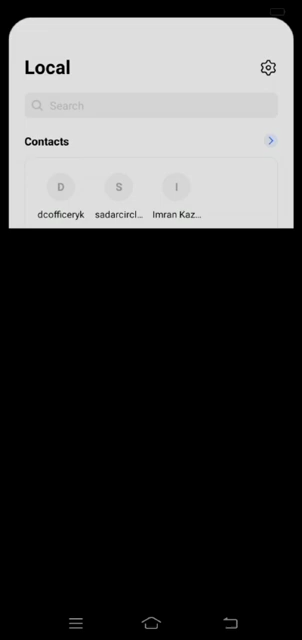 Local
Search
Contacts
D S I
dcofficeryk sadarcircl... Imran Kaz...